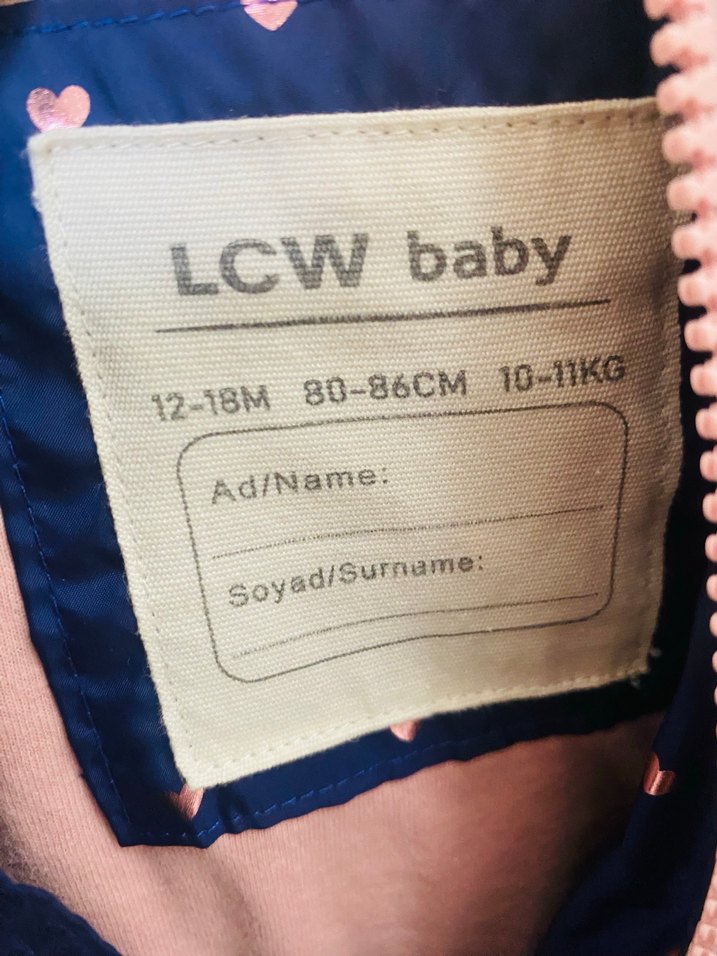 LCW baby
12-18M 80-86CM 10-11KG
Ad/Name:
Soyad/Surname: